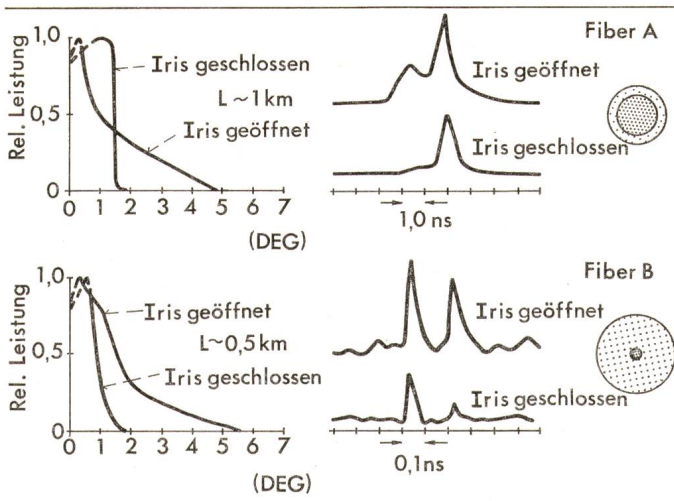 Rel. Leistung
1,0
0,5
0
Iris geschlossen
L ~ 1 km
Iris geöffnet
0 1 2 3 4 5 6 7
(DEG)
Fiber A
Iris geöffnet
Iris geschlossen
1,0 ns
Rel. Leistung
1,0
0,5
0
Iris geöffnet
L~0,5 km
Iris geschlossen
0 1 2 3 4 5 6 7
(DEG)
Fiber B
Iris geöffnet
Iris geschlossen
0,1ns